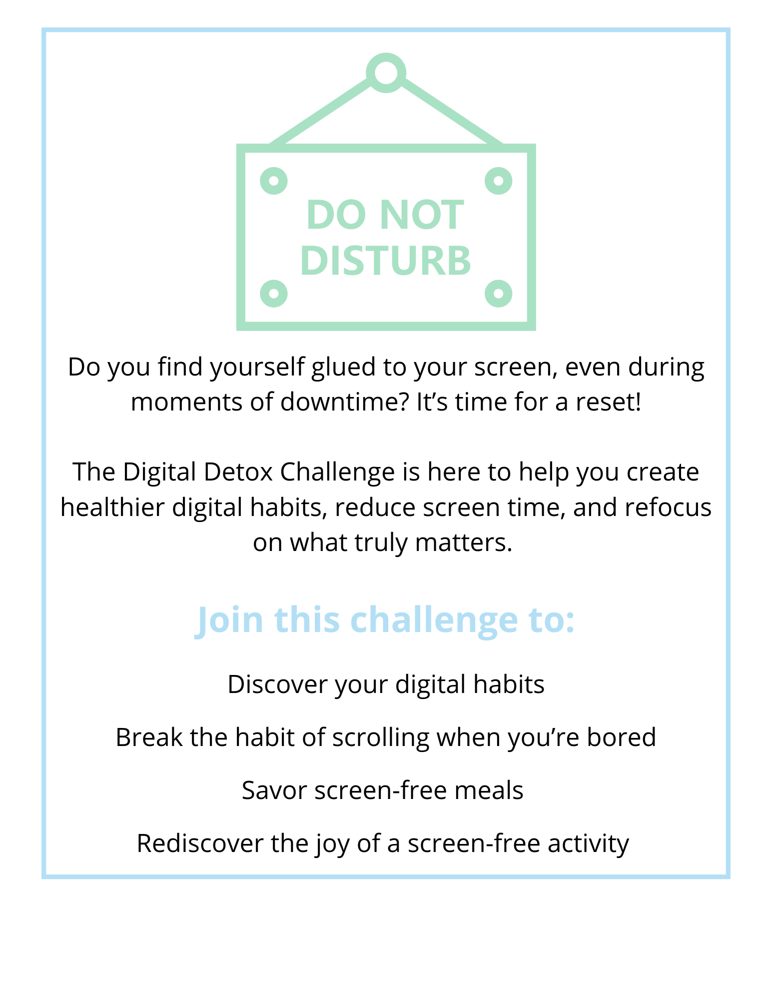 DO NOT
DISTURB
Do you find yourself glued to your screen, even during
moments of downtime? It’s time for a reset!
The Digital Detox Challenge is here to help you create
healthier digital habits, reduce screen time, and refocus
on what truly matters.
Join this challenge to:
Discover your digital habits
Break the habit of scrolling when you’re bored
Savor screen-free meals
Rediscover the joy of a screen-free activity